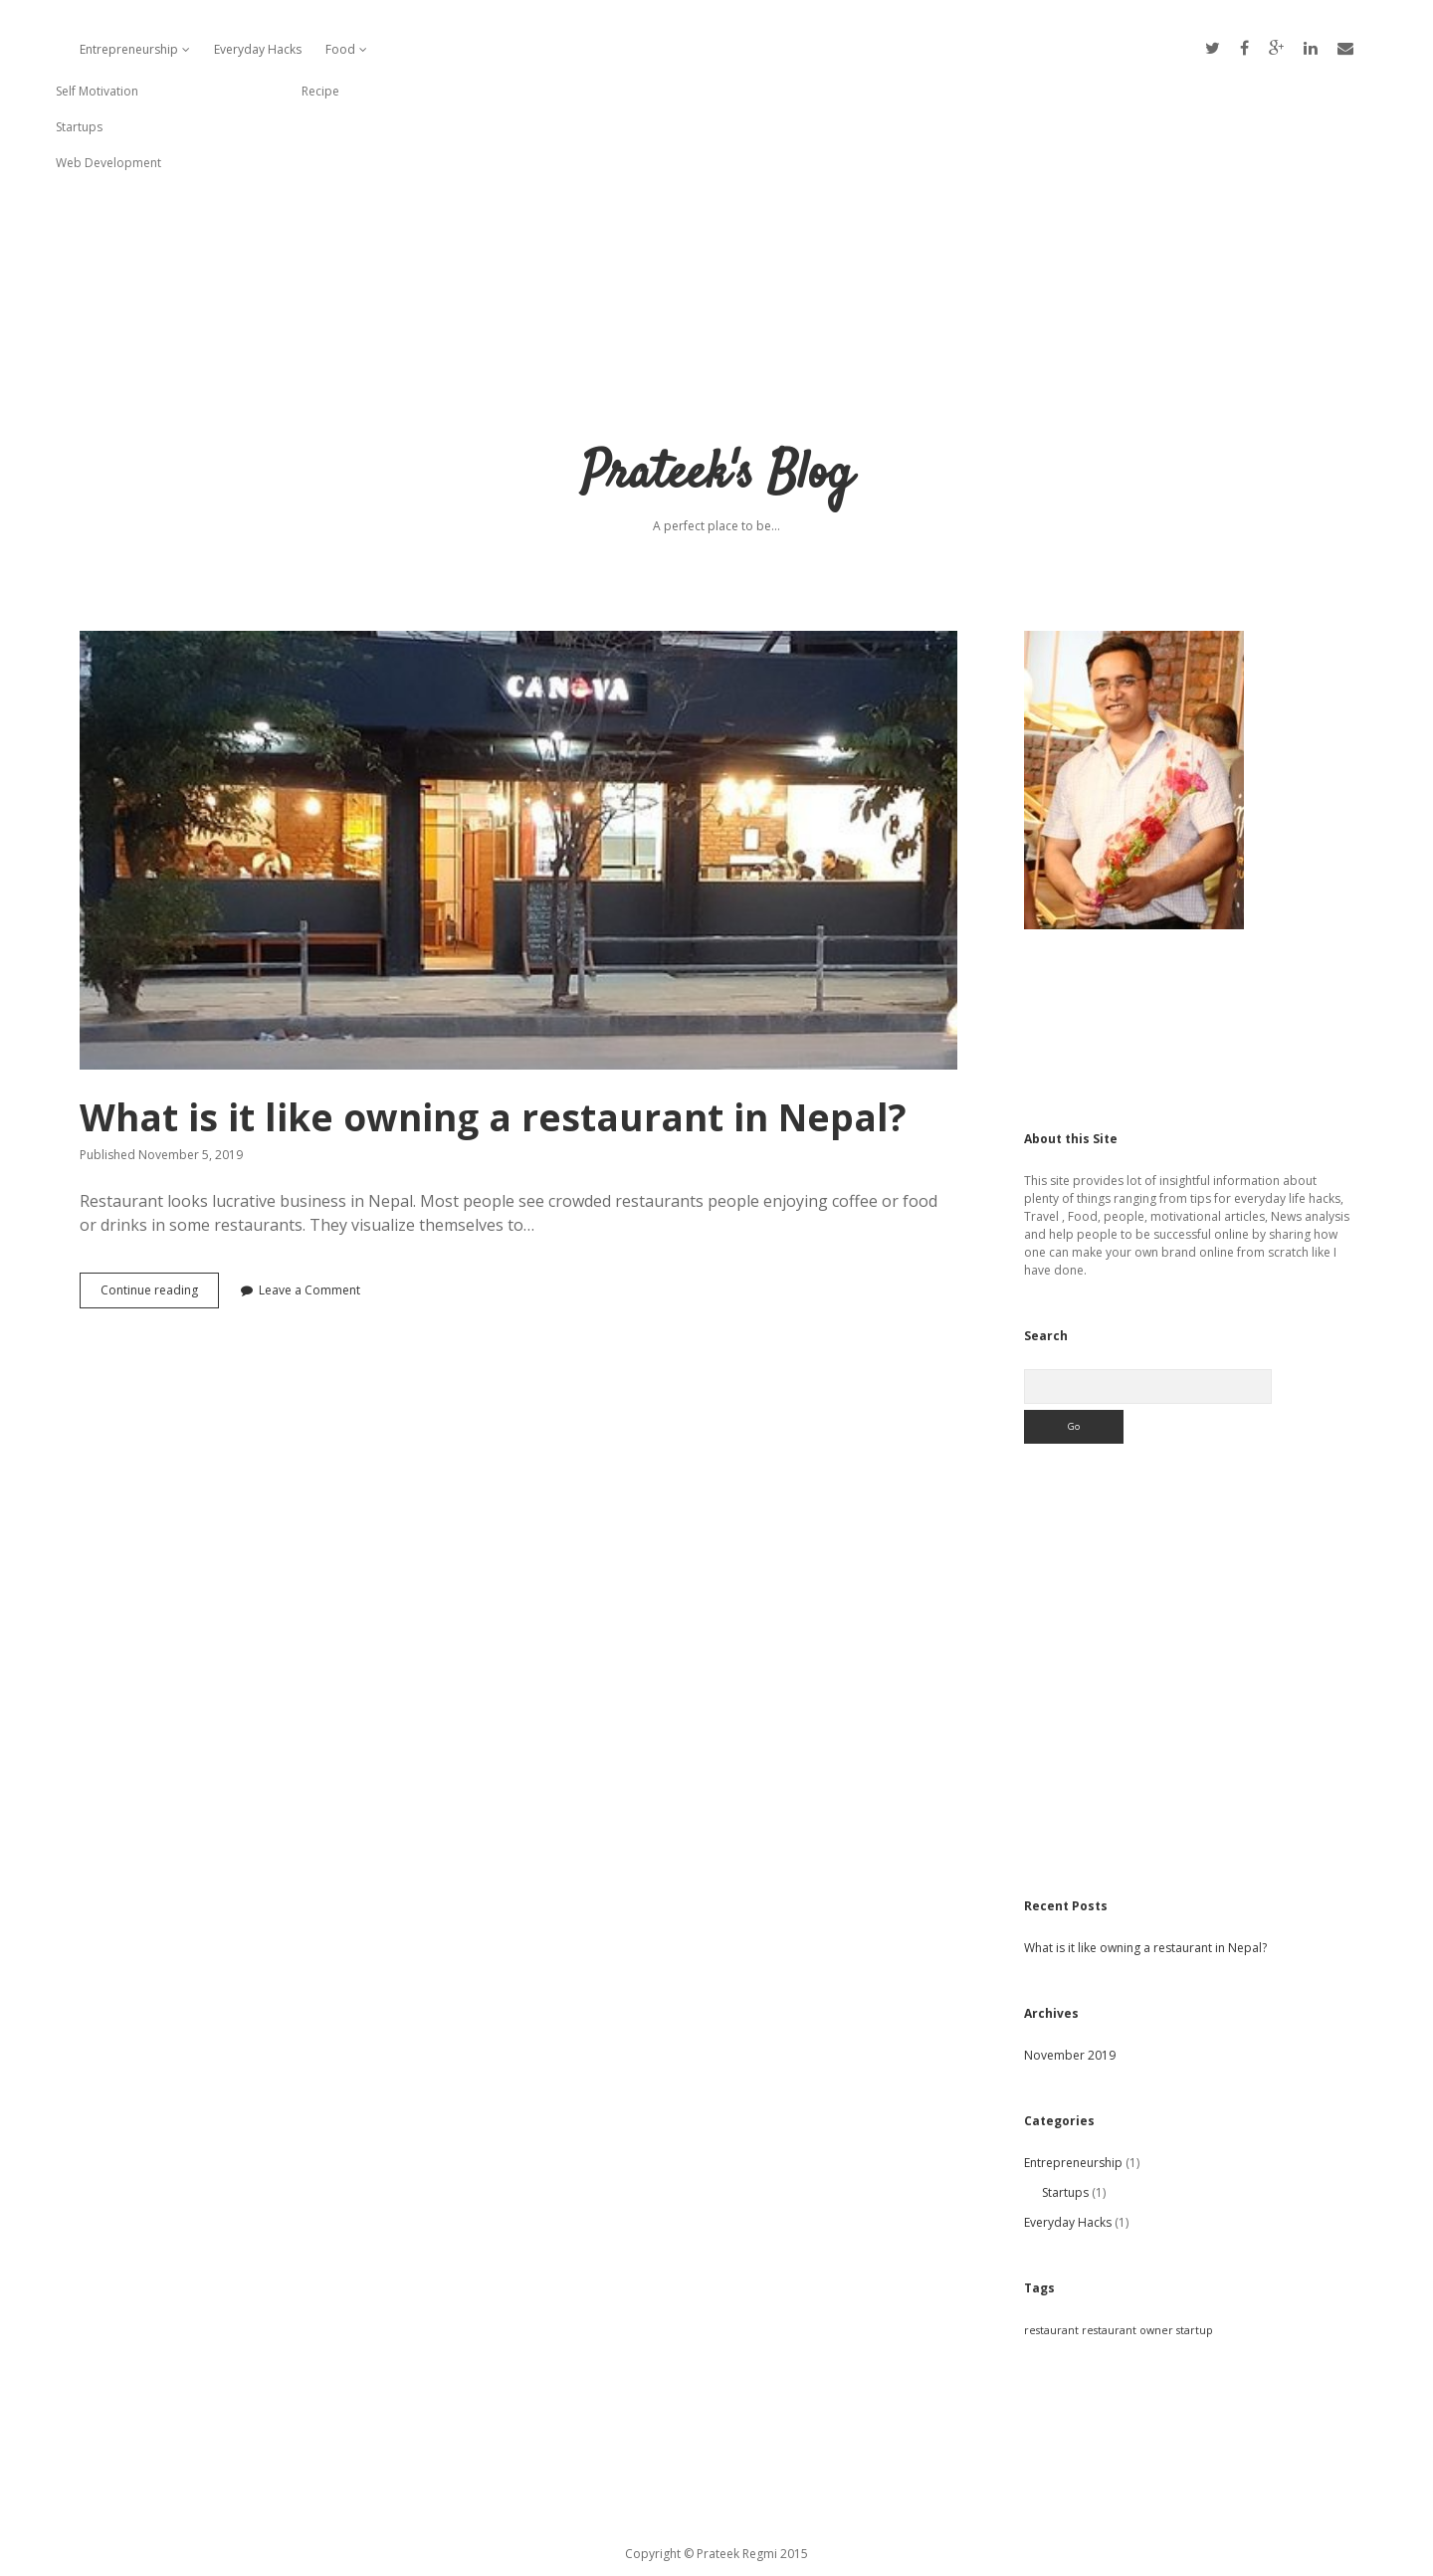 Entrepreneurship Everyday Hacks Food
Self Motivation Recipe
Startups
Web Development
Prateek's Blog
A perfect place to be...
CANOVA
What is it like owning a restaurant in Nepal?
Published November 5, 2019
Restaurant looks lucrative business in Nepal. Most people see crowded restaurants people enjoying coffee or food
or drinks in some restaurants. They visualize themselves to…
Continue reading Leave a Comment
About this Site
This site provides lot of insightful information about
plenty of things ranging from tips for everyday life hacks,
Travel , Food, people, motivational articles, News analysis
and help people to be successful online by sharing how
one can make your own brand online from scratch like I
have done.
Search
Go
Recent Posts
What is it like owning a restaurant in Nepal?
Archives
November 2019
Categories
Entrepreneurship (1)
Startups (1)
Everyday Hacks (1)
Tags
restaurant restaurant owner startup
Copyright © Prateek Regmi 2015